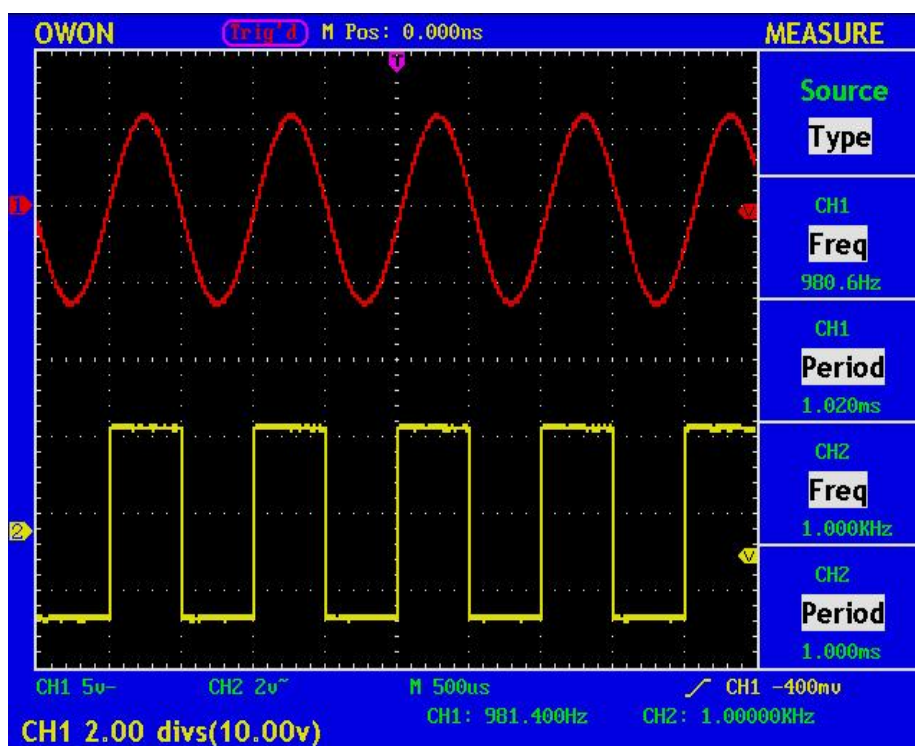 OWON Trig'd M Pos: 0.000ns MEASURE
T
Source
Type
1
V
CH1
Freq
980.6Hz
CH1
Period
1.020ms
CH2
Freq
1.000KHz
2
V
CH2
Period
1.000ms
CH1 5v- CH2 2v~ M 500us CH1 -400mv
CH1: 981.400Hz CH2: 1.00000KHz
CH1 2.00 divs(10.00v)